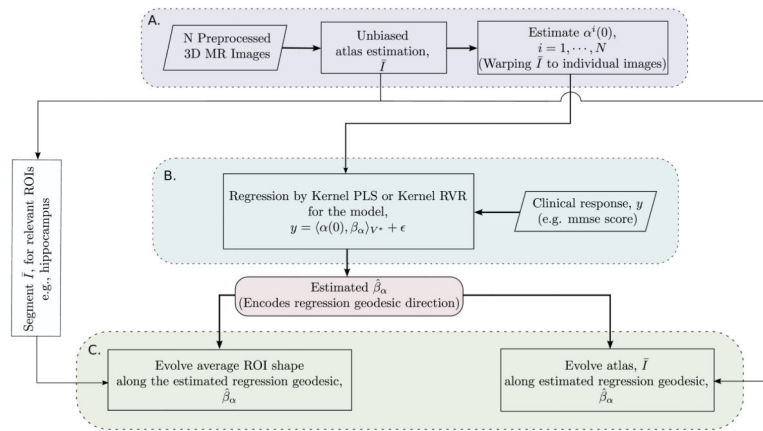 A.
N Preprocessed
3D MR Images
Unbiased
atlas estimation,
Ī
Estimate αⁱ(0),
i = 1, ⋯, N
(Warping Ī to individual images)
Segment Ī, for relevant ROIs
e.g., hippocampus
B.
Regression by Kernel PLS or Kernel RVR
for the model,
y = ⟨α(0), β_α⟩_{V*} + ϵ
Clinical response, y
(e.g. mmse score)
Estimated β̂_α
(Encodes regression geodesic direction)
C.
Evolve average ROI shape
along the estimated regression geodesic,
β̂_α
Evolve atlas, Ī
along estimated regression geodesic,
β̂_α